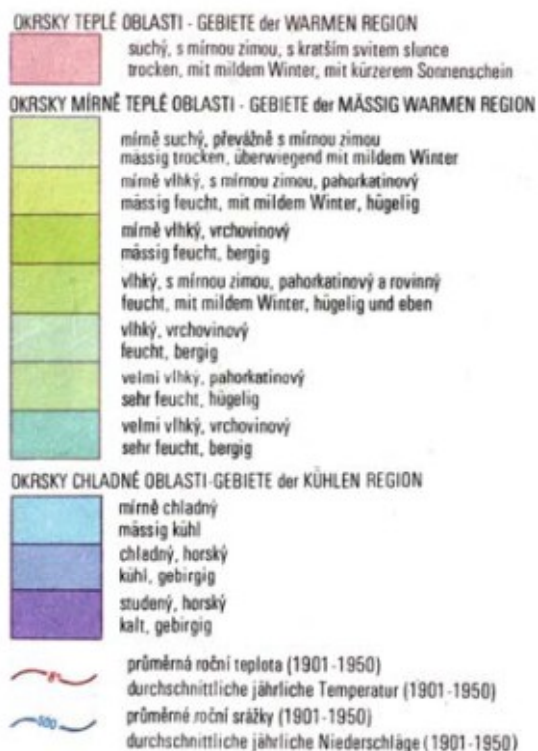 OKRSKY TEPLÉ OBLASTI - GEBIETE der WARMEN REGION
suchý, s mírnou zimou, s kratším svitem slunce
trocken, mit mildem Winter, mit kürzerem Sonnenschein
OKRSKY MÍRNĚ TEPLÉ OBLASTI - GEBIETE der MÄSSIG WARMEN REGION
mírně suchý, převážně s mírnou zimou
mässig trocken, überwiegend mit mildem Winter
mírně vlhký, s mírnou zimou, pahorkatinový
mässig feucht, mit mildem Winter, hügelig
mírně vlhký, vrchovinový
mässig feucht, bergig
vlhký, s mírnou zimou, pahorkatinový a rovinný
feucht, mit mildem Winter, hügelig und eben
vlhký, vrchovinový
feucht, bergig
velmi vlhký, pahorkatinový
sehr feucht, hügelig
velmi vlhký, vrchovinový
sehr feucht, bergig
OKRSKY CHLADNÉ OBLASTI-GEBIETE der KÜHLEN REGION
mírně chladný
mässig kühl
chladný, horský
kühl, gebirgig
studený, horský
kalt, gebirgig
8°
průměrná roční teplota (1901-1950)
durchschnittliche jährliche Temperatur (1901-1950)
500
průměrné roční srážky (1901-1950)
durchschnittliche jährliche Niederschläge (1901-1950)